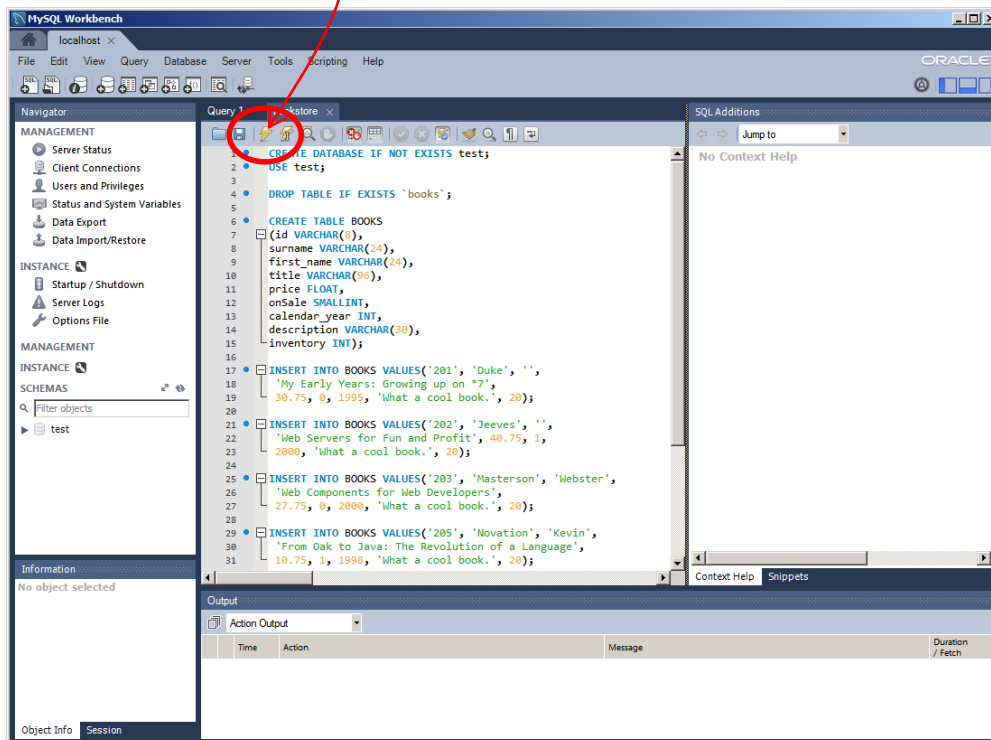 MySQL Workbench
localhost ×
File Edit View Query Database Server Tools Scripting Help
ORACLE
Navigator
MANAGEMENT
Server Status
Client Connections
Users and Privileges
Status and System Variables
Data Export
Data Import/Restore
INSTANCE
Startup / Shutdown
Server Logs
Options File
MANAGEMENT
INSTANCE
SCHEMAS
Filter objects
test
Information
No object selected
Object Info Session
Query 1
1 CREATE DATABASE IF NOT EXISTS test;
2 USE test;
3
4 DROP TABLE IF EXISTS `books`;
5
6 CREATE TABLE BOOKS
7 (id VARCHAR(8),
8 surname VARCHAR(24),
9 first_name VARCHAR(24),
10 title VARCHAR(96),
11 price FLOAT,
12 onSale SMALLINT,
13 calendar_year INT,
14 description VARCHAR(30),
15 inventory INT);
16
17 INSERT INTO BOOKS VALUES('201', 'Duke', '',
18 'My Early Years: Growing up on *7',
19 30.75, 0, 1995, 'What a cool book.', 20);
20
21 INSERT INTO BOOKS VALUES('202', 'Jeeves', '',
22 'Web Servers for Fun and Profit', 40.75, 1,
23 2000, 'What a cool book.', 20);
24
25 INSERT INTO BOOKS VALUES('203', 'Masterson', 'Webster',
26 'Web Components for Web Developers',
27 27.75, 0, 2000, 'What a cool book.', 20);
28
29 INSERT INTO BOOKS VALUES('205', 'Novation', 'Kevin',
30 'From Oak to Java: The Revolution of a Language',
31 10.75, 1, 1998, 'What a cool book.', 20);
SQL Additions
Jump to
No Context Help
Context Help Snippets
Output
Action Output
Time Action Message Duration / Fetch